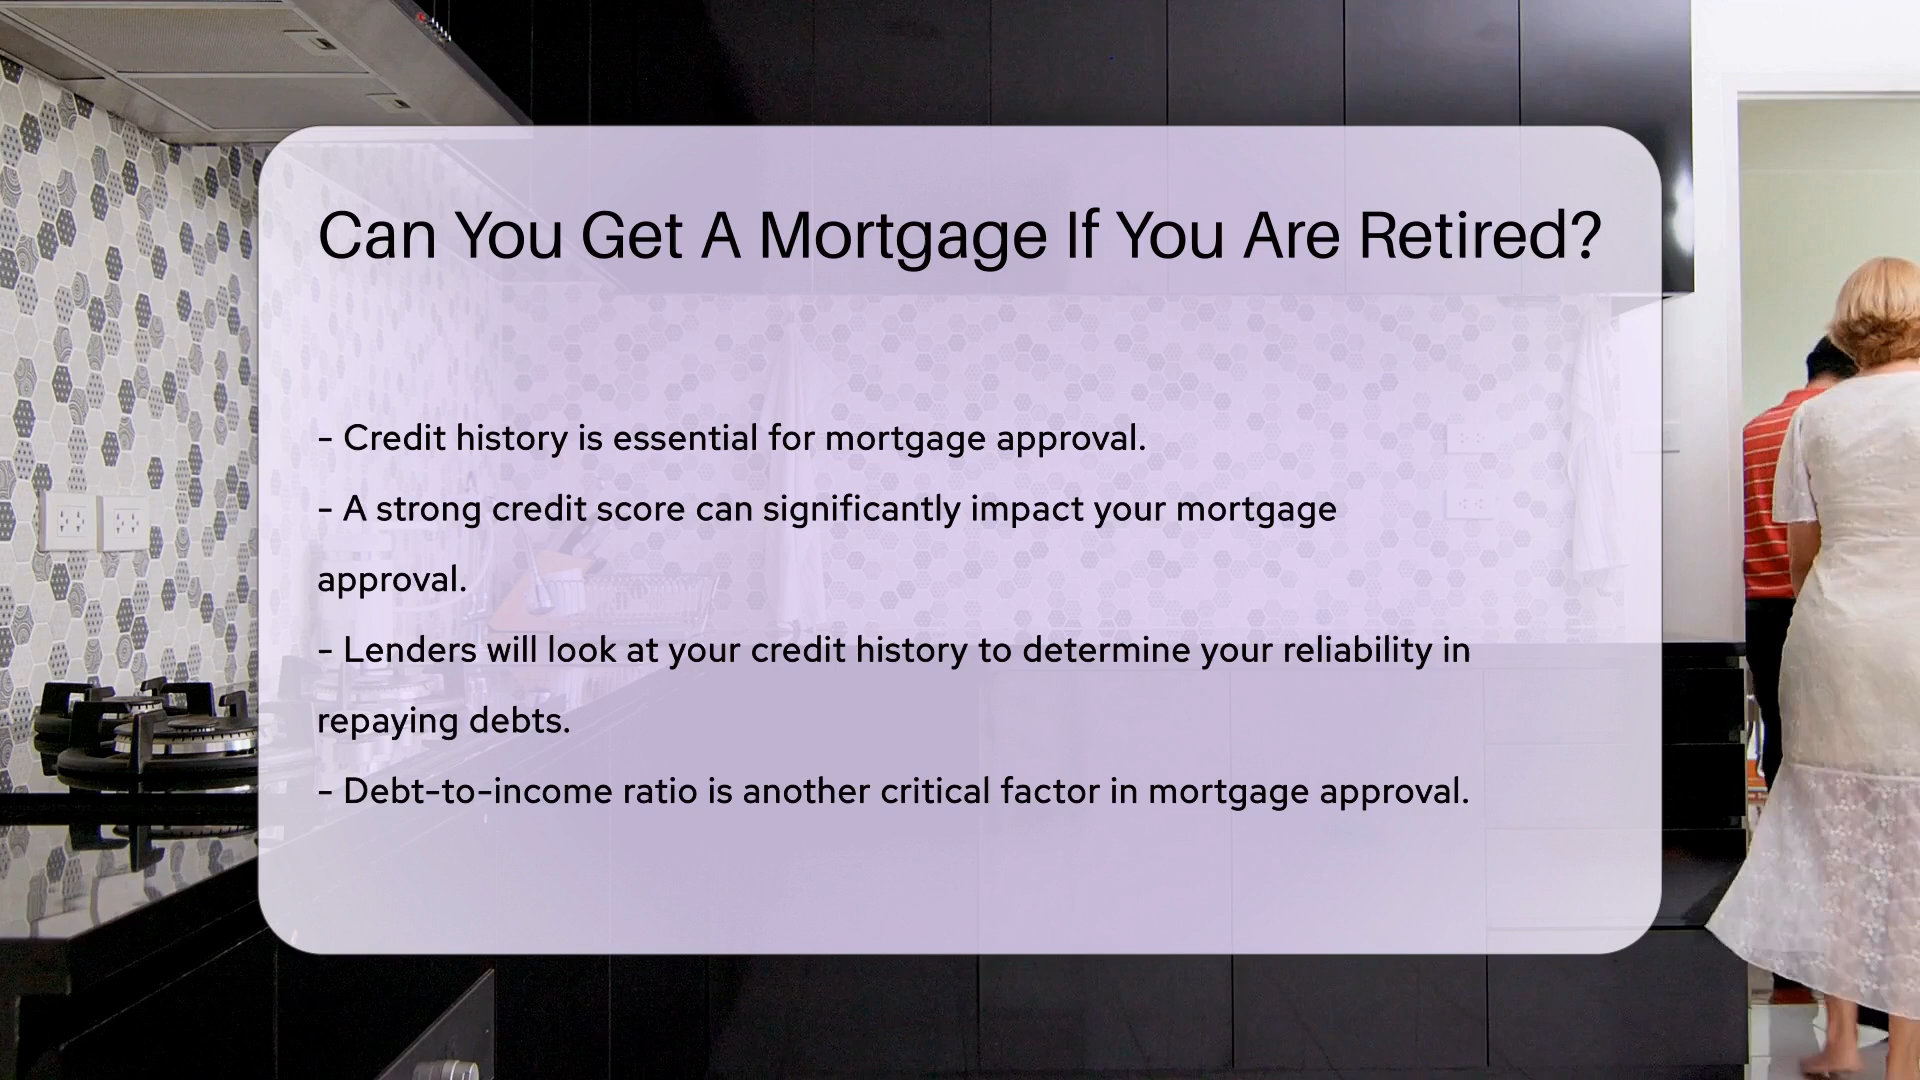 Can You Get A Mortgage If You Are Retired?
- Credit history is essential for mortgage approval.
- A strong credit score can significantly impact your mortgage
approval.
- Lenders will look at your credit history to determine your reliability in
repaying debts.
- Debt-to-income ratio is another critical factor in mortgage approval.